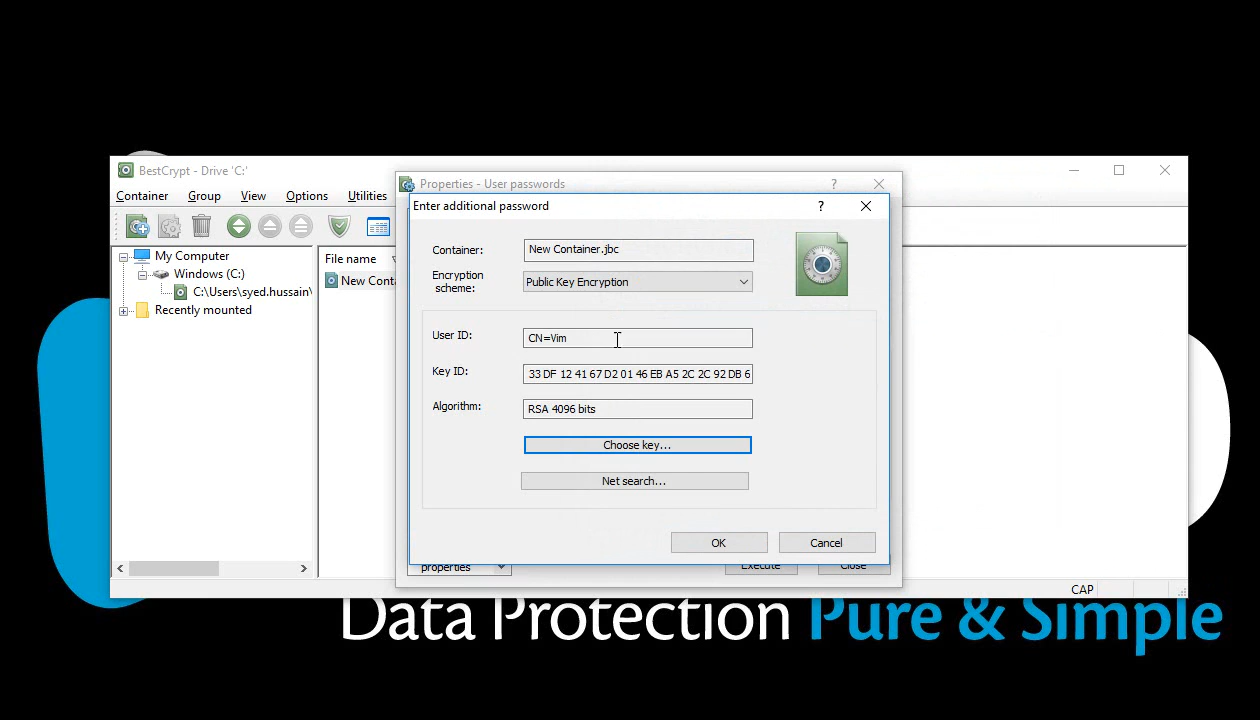 BestCrypt - Drive 'C:'
Container Group View Options Utilities
My Computer
Windows (C:)
C:\Users\syed.hussain\
Recently mounted
File name
New Conta
Properties - User passwords
?
Enter additional password
?
Container:
New Container.jbc
Encryption scheme:
Public Key Encryption
User ID:
CN=Vim
Key ID:
33 DF 12 41 67 D2 01 46 EB A5 2C 2C 92 DB 6
Algorithm:
RSA 4096 bits
Choose key...
Net search...
OK
Cancel
properties
Execute
Close
CAP
Data Protection Pure & Simple